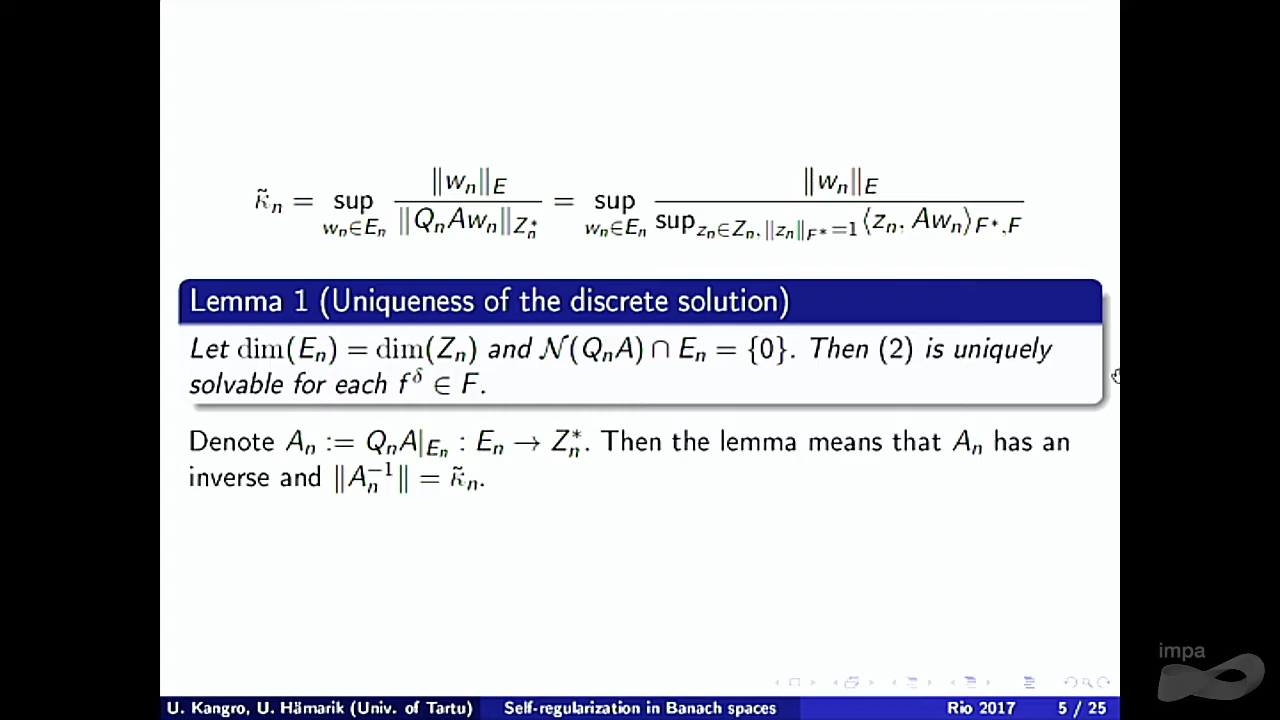 κ̃ₙ = sup_{wₙ∈Eₙ} ‖wₙ‖_E / ‖QₙAwₙ‖_{Zₙ*} = sup_{wₙ∈Eₙ} ‖wₙ‖_E / sup_{zₙ∈Zₙ,‖zₙ‖_{F*}=1}⟨zₙ, Awₙ⟩_{F*,F}
Lemma 1 (Uniqueness of the discrete solution)
Let dim(Eₙ) = dim(Zₙ) and 𝒩(QₙA) ∩ Eₙ = {0}. Then (2) is uniquely
solvable for each f^δ ∈ F.
Denote Aₙ := QₙA|_{Eₙ} : Eₙ → Zₙ*. Then the lemma means that Aₙ has an
inverse and ‖Aₙ⁻¹‖ = κ̃ₙ.
impa
U. Kangro, U. Hämarik (Univ. of Tartu) Self-regularization in Banach spaces Rio 2017 5 / 25